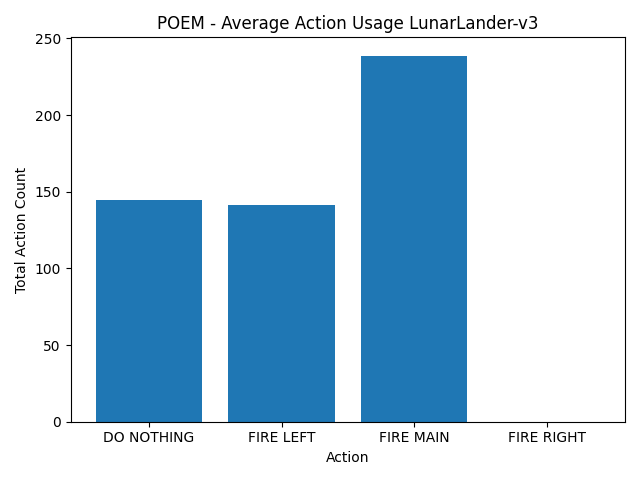 POEM - Average Action Usage LunarLander-v3
Total Action Count
250
200
150
100
50
0
DO NOTHING FIRE LEFT FIRE MAIN FIRE RIGHT
Action